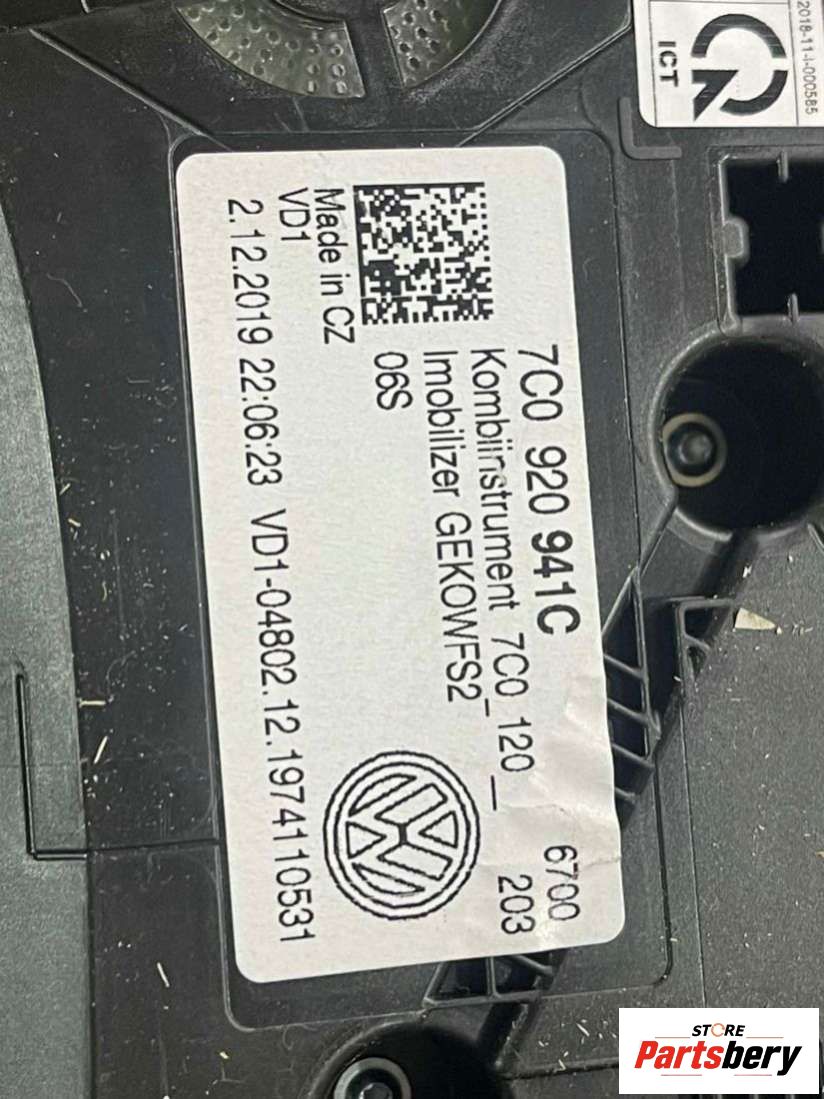 2018-11-I-000585
ICT
7C0 920 941C 6700
Kombiinstrument 7C0_120__ 203
Imobilizer GEKOWFS2
06S
Made in CZ
VD1
2.12.2019 22:06:23 VD1-04802.12.1974110531
STORE
Partsbery